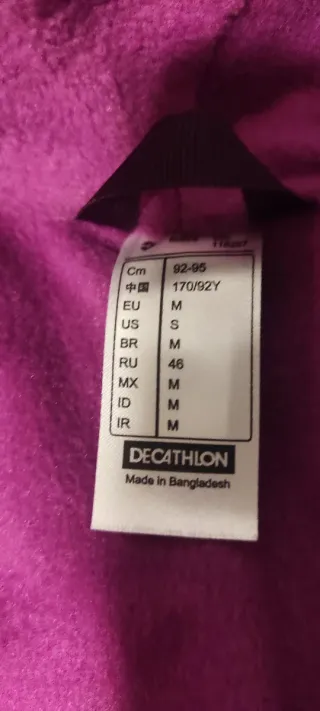 Cm 92-95
中国 170/92Y
EU M
US S
BR M
RU 46
MX M
ID M
IR M
DECATHLON
Made in Bangladesh